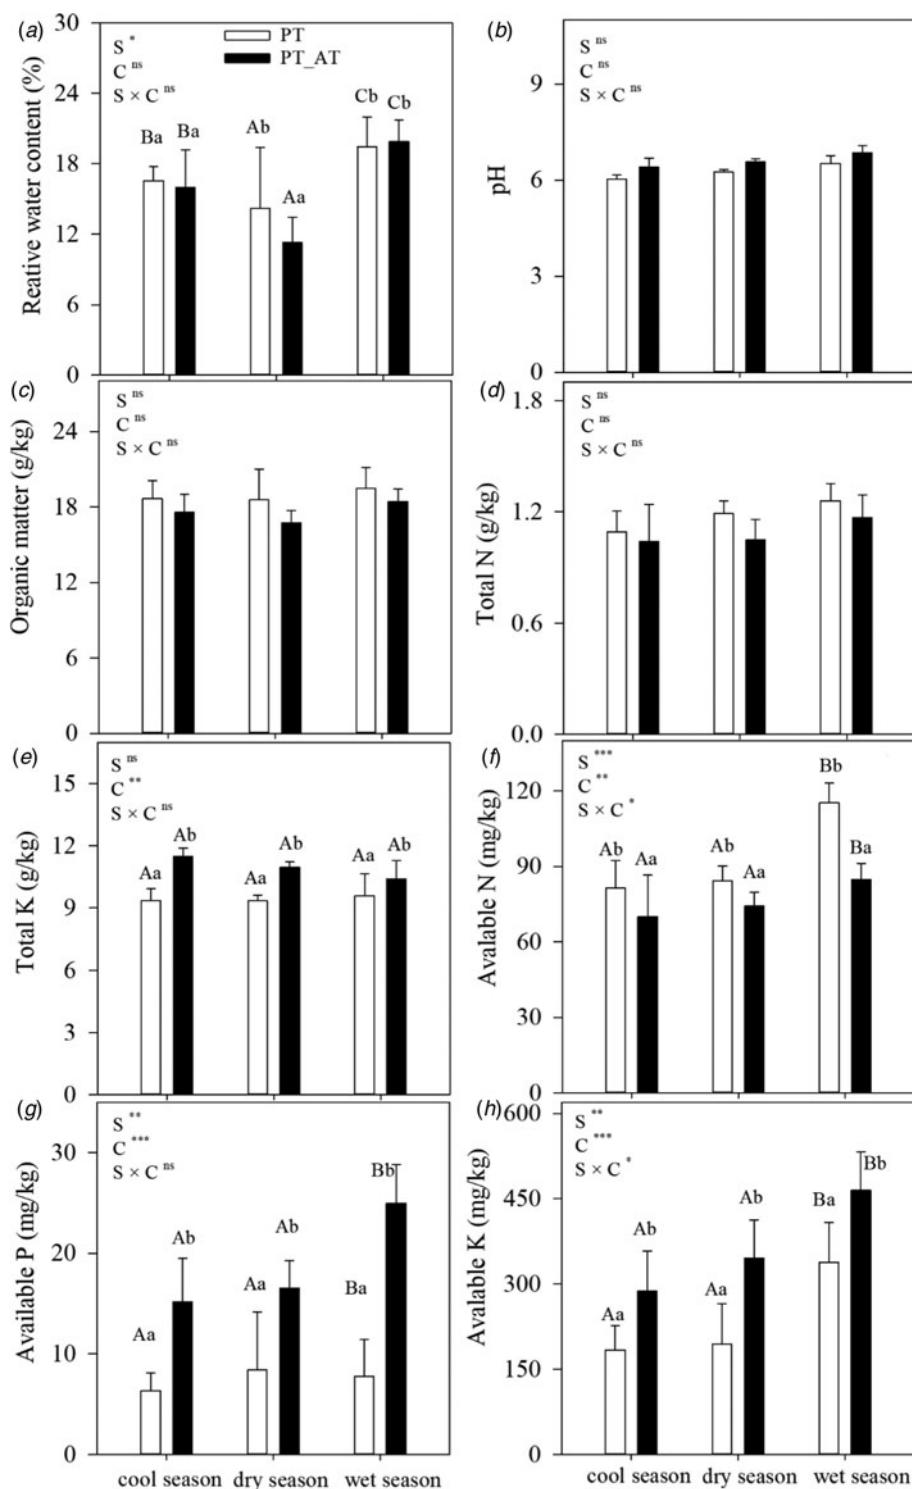 (a)
30
24
18
12
6
0
Reative water content (%)
S *
C ns
S × C ns
PT
PT_AT
Ba
Ba
Ab
Aa
Cb
Cb
(b)
9
6
3
0
pH
S ns
C ns
S × C ns
(c)
24
18
12
6
0
Organic matter (g/kg)
S ns
C ns
S × C ns
(d)
1.8
1.2
0.6
0.0
Total N (g/kg)
S ns
C ns
S × C ns
(e)
15
12
9
6
3
0
Total K (g/kg)
S ns
C **
S × C ns
Aa
Ab
Aa
Ab
Aa
Ab
(f)
120
90
60
30
0
Avalable N (mg/kg)
S ***
C **
S × C *
Ab
Aa
Ab
Aa
Bb
Ba
(g)
30
20
10
0
Available P (mg/kg)
S **
C ***
S × C ns
Aa
Ab
Aa
Ab
Ba
Bb
cool season
dry season
wet season
(h)
600
450
300
150
0
Avalable K (mg/kg)
S **
C ***
S × C *
Aa
Ab
Aa
Ab
Ba
Bb
cool season
dry season
wet season